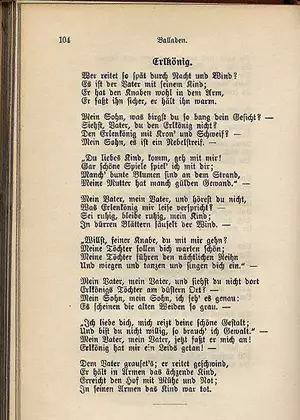 104
Balladen.
Erlkönig.
Wer reitet so spät durch Nacht und Wind?
Es ist der Vater mit seinem Kind;
Er hat den Knaben wohl in dem Arm,
Er faßt ihn sicher, er hält ihn warm.
Mein Sohn, was birgst du so bang dein Gesicht? —
Siehst, Vater, du den Erlkönig nicht?
Den Erlenkönig mit Kron' und Schweif? —
Mein Sohn, es ist ein Nebelstreif. —
„Du liebes Kind, komm, geh mit mir!
Gar schöne Spiele spiel' ich mit dir;
Manch' bunte Blumen sind an dem Strand,
Meine Mutter hat manch gülden Gewand.“ —
Mein Vater, mein Vater, und hörest du nicht,
Was Erlenkönig mir leise verspricht? —
Sei ruhig, bleibe ruhig, mein Kind;
In dürren Blättern säuselt der Wind. —
„Willst, feiner Knabe, du mit mir gehn?
Meine Töchter sollen dich warten schön;
Meine Töchter führen den nächtlichen Reihn
Und wiegen und tanzen und singen dich ein.“ —
Mein Vater, mein Vater, und siehst du nicht dort
Erlkönigs Töchter am düstern Ort? —
Mein Sohn, mein Sohn, ich seh' es genau:
Es scheinen die alten Weiden so grau. —
„Ich liebe dich, mich reizt deine schöne Gestalt;
Und bist du nicht willig, so brauch' ich Gewalt.“ —
Mein Vater, mein Vater, jetzt faßt er mich an!
Erlkönig hat mir ein Leids getan! —
Dem Vater grauset's; er reitet geschwind,
Er hält in Armen das ächzende Kind,
Erreicht den Hof mit Mühe und Not;
In seinen Armen das Kind war tot.